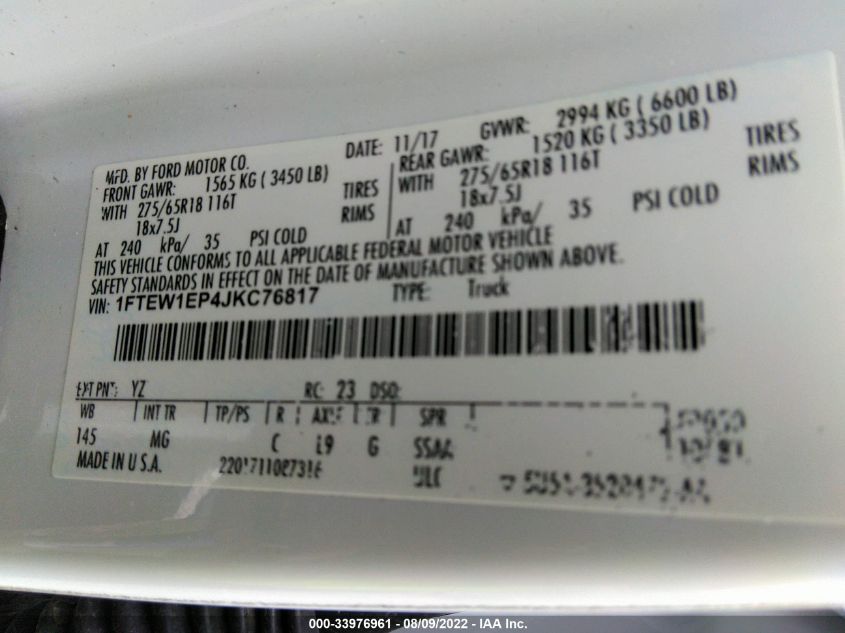 MFD. BY FORD MOTOR CO.
DATE: 11/17 GVWR: 2994 KG ( 6600 LB)
FRONT GAWR: 1565 KG ( 3450 LB)
WITH 275/65R18 116T TIRES
18x7.5J RIMS
AT 240 kPa/ 35 PSI COLD
REAR GAWR: 1520 KG ( 3350 LB)
WITH 275/65R18 116T TIRES
18x7.5J RIMS
AT 240 kPa/ 35 PSI COLD
THIS VEHICLE CONFORMS TO ALL APPLICABLE FEDERAL MOTOR VEHICLE
SAFETY STANDARDS IN EFFECT ON THE DATE OF MANUFACTURE SHOWN ABOVE.
VIN: 1FTEW1EP4JKC76817 TYPE: Truck
EXT PNT: YZ RC: 23 DSO:
WB INT TR TP/PS R AXLE TR SPR
145 MG C L9 G SSAA
MADE IN U S A.
000-33976961 - 08/09/2022 - IAA Inc.